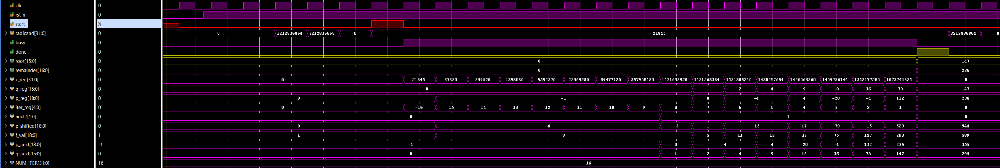 clk 0
rst_n 0
start X
radicand[31:0] 0 0 3212836864 3212836868 0 21845 3212836864 0
busy 0
done 0
root[15:0] 0 0 147
remainder[16:0] 0 0 236
x_reg[31:0] 0 0 21845 87380 349520 1398080 5592320 22369280 89477120 357908480 1431633920 1431568384 1431306240 1430257664 1426063360 1409286144 1342177280 1073741824 0
q_reg[15:0] 0 0 1 2 4 9 18 36 73 147
p_reg[18:0] 0 0 -1 0 -4 4 -20 -4 132 236
iter_reg[4:0] 0 0 -16 15 14 13 12 11 10 9 8 7 6 5 4 3 2 1 0
next2[1:0] 0 0 1 0
p_shifted[18:0] 0 0 -4 -3 1 -15 17 -79 -15 529 944
f_val[18:0] 1 1 3 5 11 19 37 75 147 293 589
p_next[18:0] -1 -1 0 -4 4 -20 -4 132 236 355
q_next[15:0] 0 0 1 2 4 9 18 36 73 147 295
NUM_ITER[31:0] 16 16